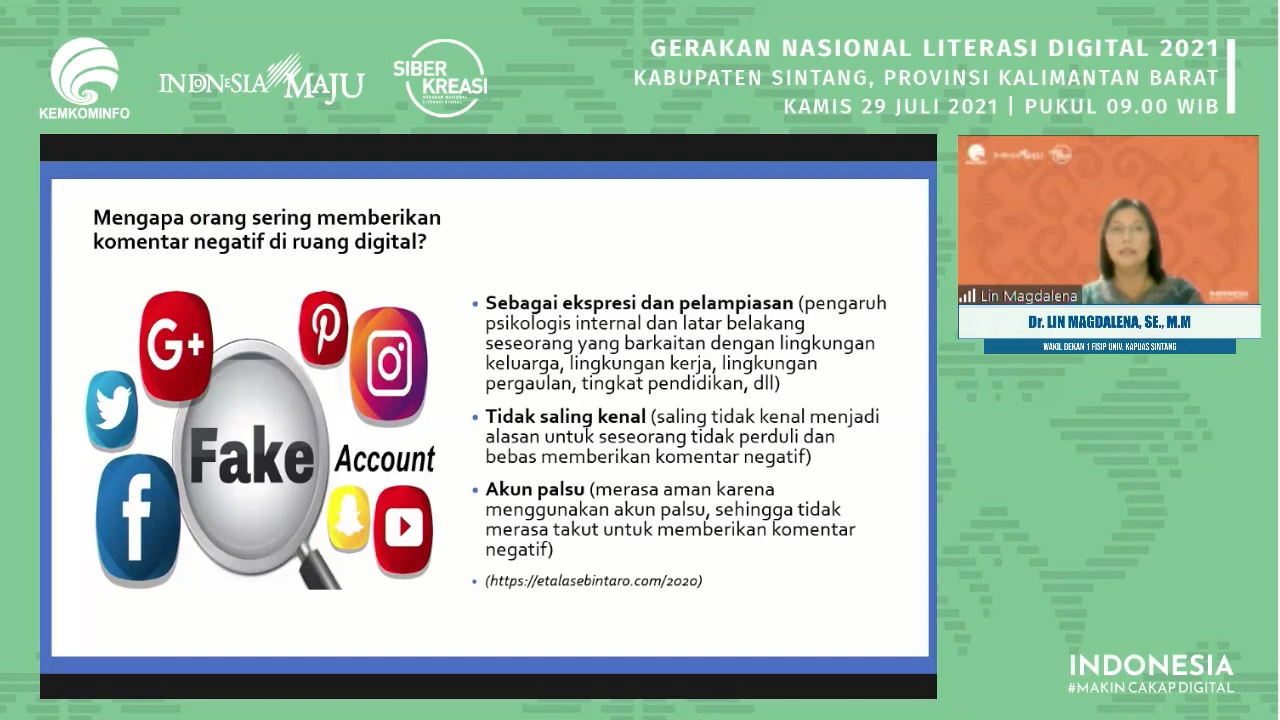 KEMKOMINFO
INDONESIA MAJU
SIBER
KREASI
GERAKAN NASIONAL LITERASI DIGITAL 2021
KABUPATEN SINTANG, PROVINSI KALIMANTAN BARAT
KAMIS 29 JULI 2021 | PUKUL 09.00 WIB
Mengapa orang sering memberikan
komentar negatif di ruang digital?
G+
Fake Account
• Sebagai ekspresi dan pelampiasan (pengaruh
psikologis internal dan latar belakang
seseorang yang barkaitan dengan lingkungan
keluarga, lingkungan kerja, lingkungan
pergaulan, tingkat pendidikan, dll)
• Tidak saling kenal (saling tidak kenal menjadi
alasan untuk seseorang tidak perduli dan
bebas memberikan komentar negatif)
• Akun palsu (merasa aman karena
menggunakan akun palsu, sehingga tidak
merasa takut untuk memberikan komentar
negatif)
• (https://etalasebintaro.com/2020)
Lin Magdalena
Dr. LIN MAGDALENA, SE., M.M
WAKIL DEKAN 1 FISIP UNIV. KAPUAS SINTANG
INDONESIA
#MAKIN CAKAP DIGITAL